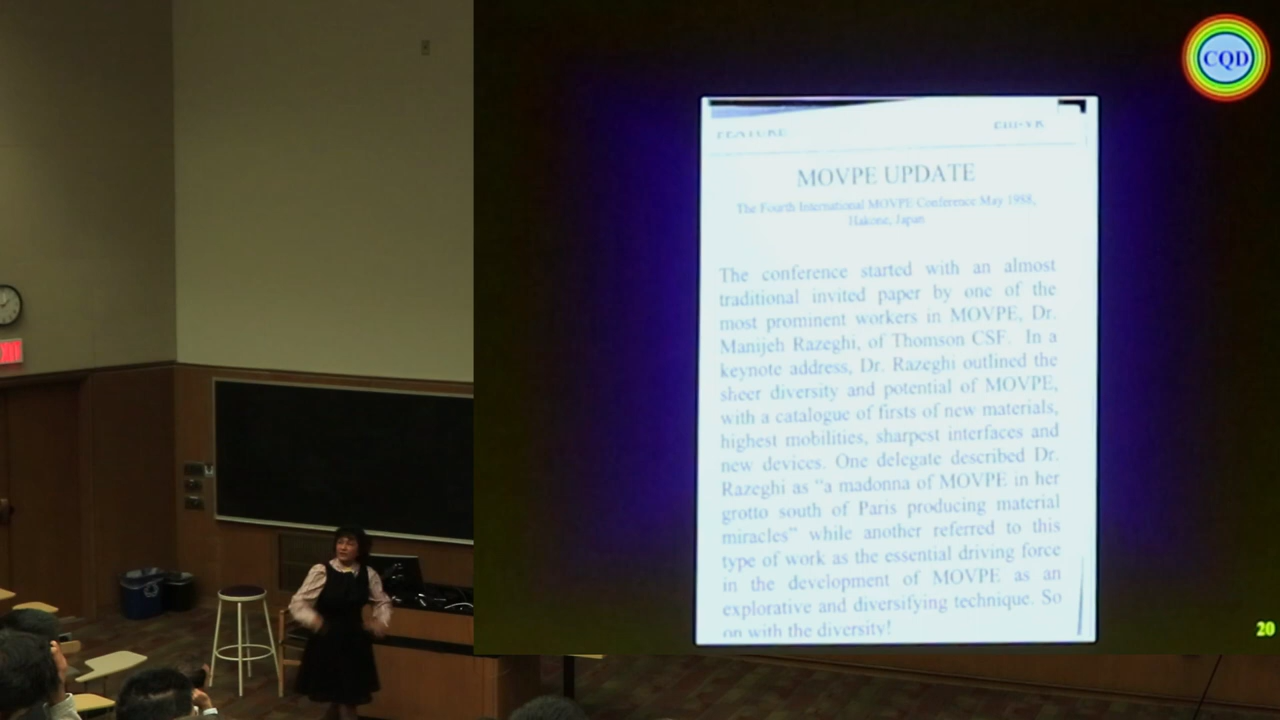 CQD
FEATURE
MOVPE UPDATE
The Fourth International MOVPE Conference May 1988,
Hakone, Japan
The conference started with an almost
traditional invited paper by one of the
most prominent workers in MOVPE, Dr.
Manijeh Razeghi, of Thomson CSF. In a
keynote address, Dr. Razeghi outlined the
sheer diversity and potential of MOVPE,
with a catalogue of firsts of new materials,
highest mobilities, sharpest interfaces and
new devices. One delegate described Dr.
Razeghi as “a madonna of MOVPE in her
grotto south of Paris producing material
miracles” while another referred to this
type of work as the essential driving force
in the development of MOVPE as an
explorative and diversifying technique. So
on with the diversity!
20